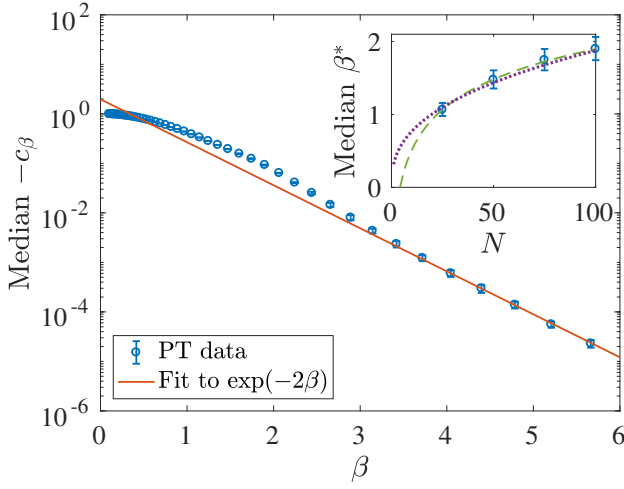 10^2
10^0
10^{-2}
10^{-4}
10^{-6}
Median −c_β
0 1 2 3 4 5 6
β
PT data
Fit to exp(−2β)
2
1
0
Median β*
0 50 100
N